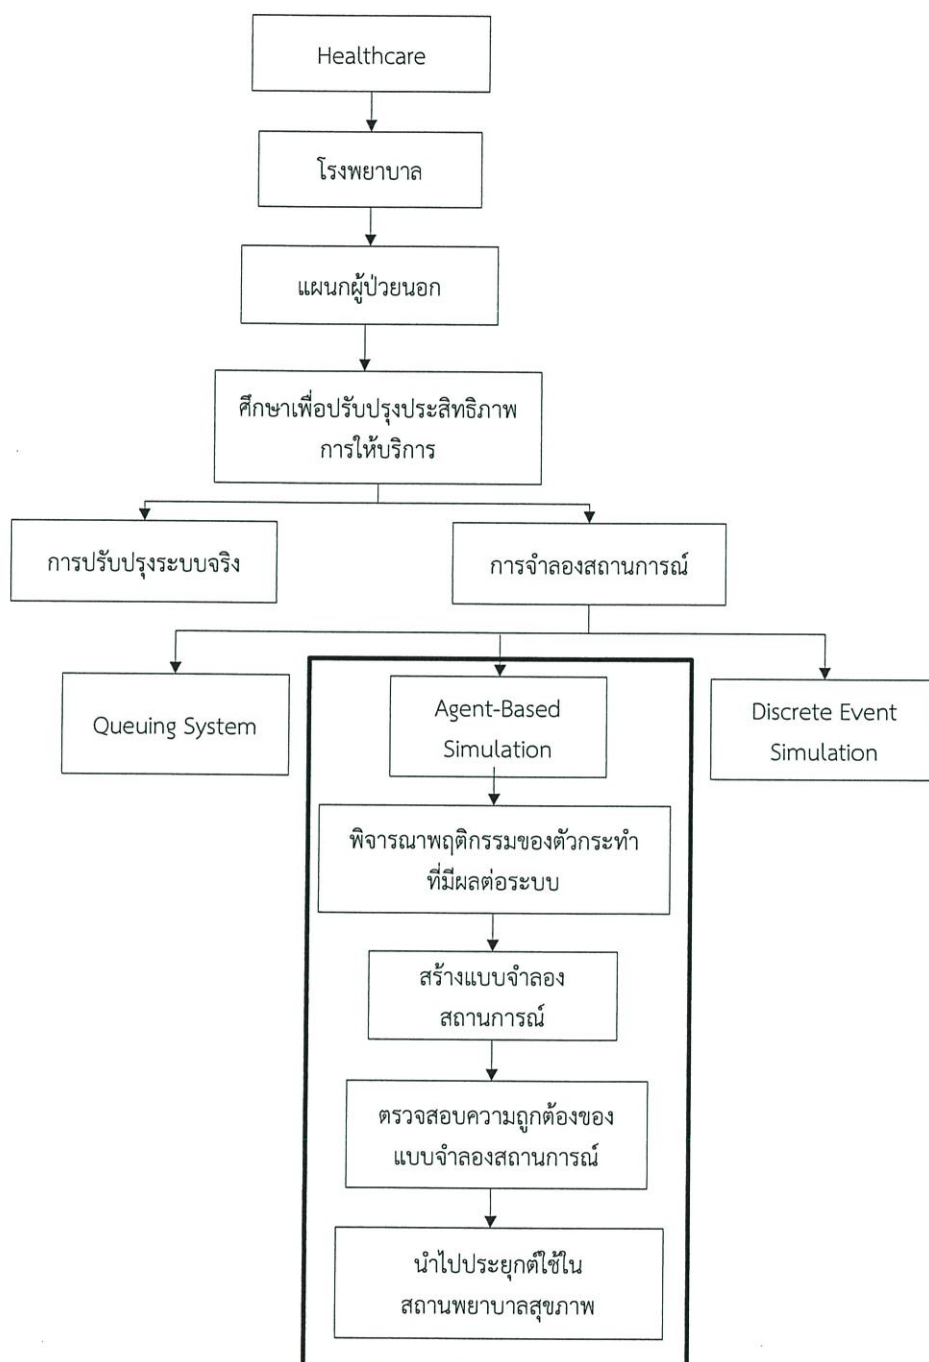 Healthcare
โรงพยาบาล
แผนกผู้ป่วยนอก
ศึกษาเพื่อปรับปรุงประสิทธิภาพ
การให้บริการ
การปรับปรุงระบบจริง
การจำลองสถานการณ์
Queuing System
Agent-Based
Simulation
Discrete Event
Simulation
พิจารณาพฤติกรรมของตัวกระทำ
ที่มีผลต่อระบบ
สร้างแบบจำลอง
สถานการณ์
ตรวจสอบความถูกต้องของ
แบบจำลองสถานการณ์
นำไปประยุกต์ใช้ใน
สถานพยาบาลสุขภาพ